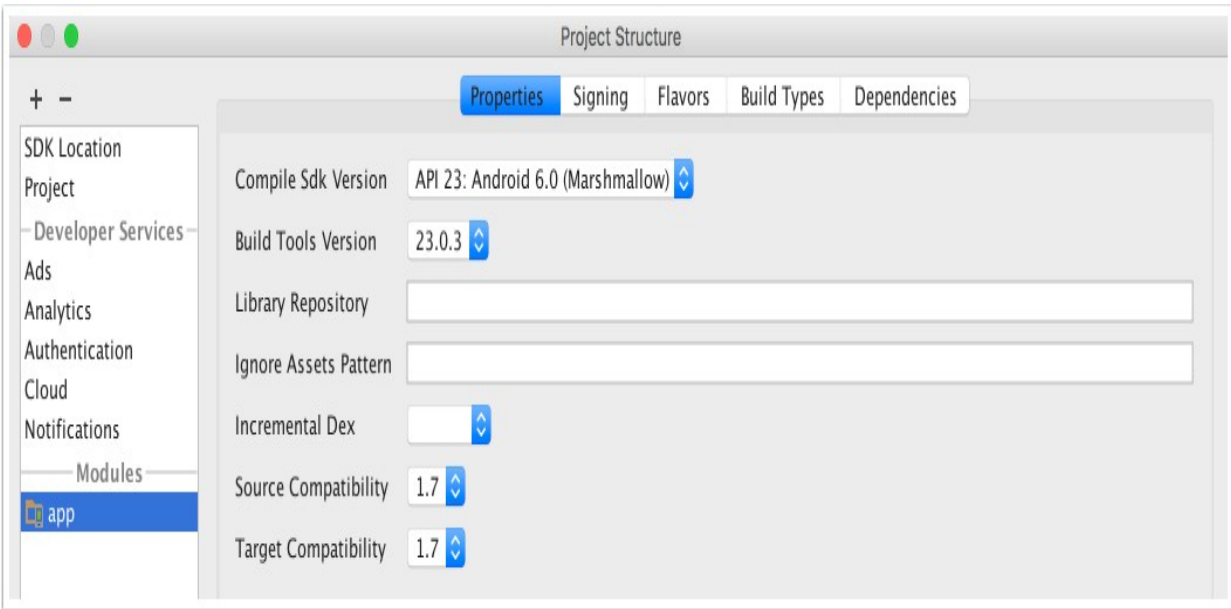 Project Structure
+ −
Properties Signing Flavors Build Types Dependencies
SDK Location
Project
Developer Services
Ads
Analytics
Authentication
Cloud
Notifications
Modules
app
Compile Sdk Version API 23: Android 6.0 (Marshmallow)
Build Tools Version 23.0.3
Library Repository
Ignore Assets Pattern
Incremental Dex
Source Compatibility 1.7
Target Compatibility 1.7